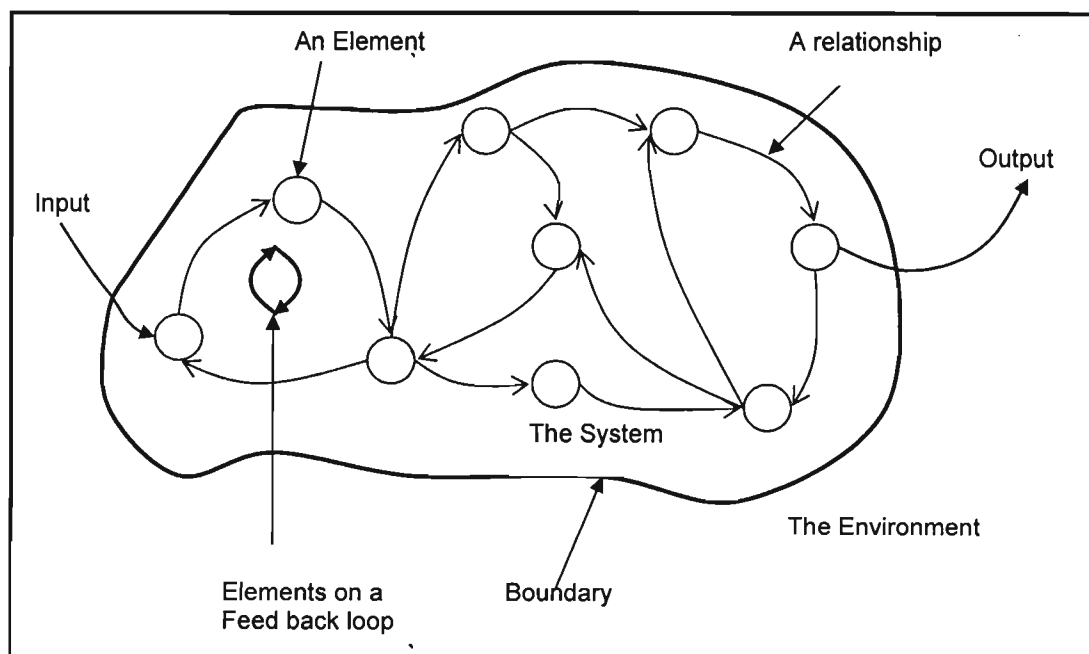 An Element
A relationship
Output
Input
The System
The Environment
Elements on a
Feed back loop
Boundary